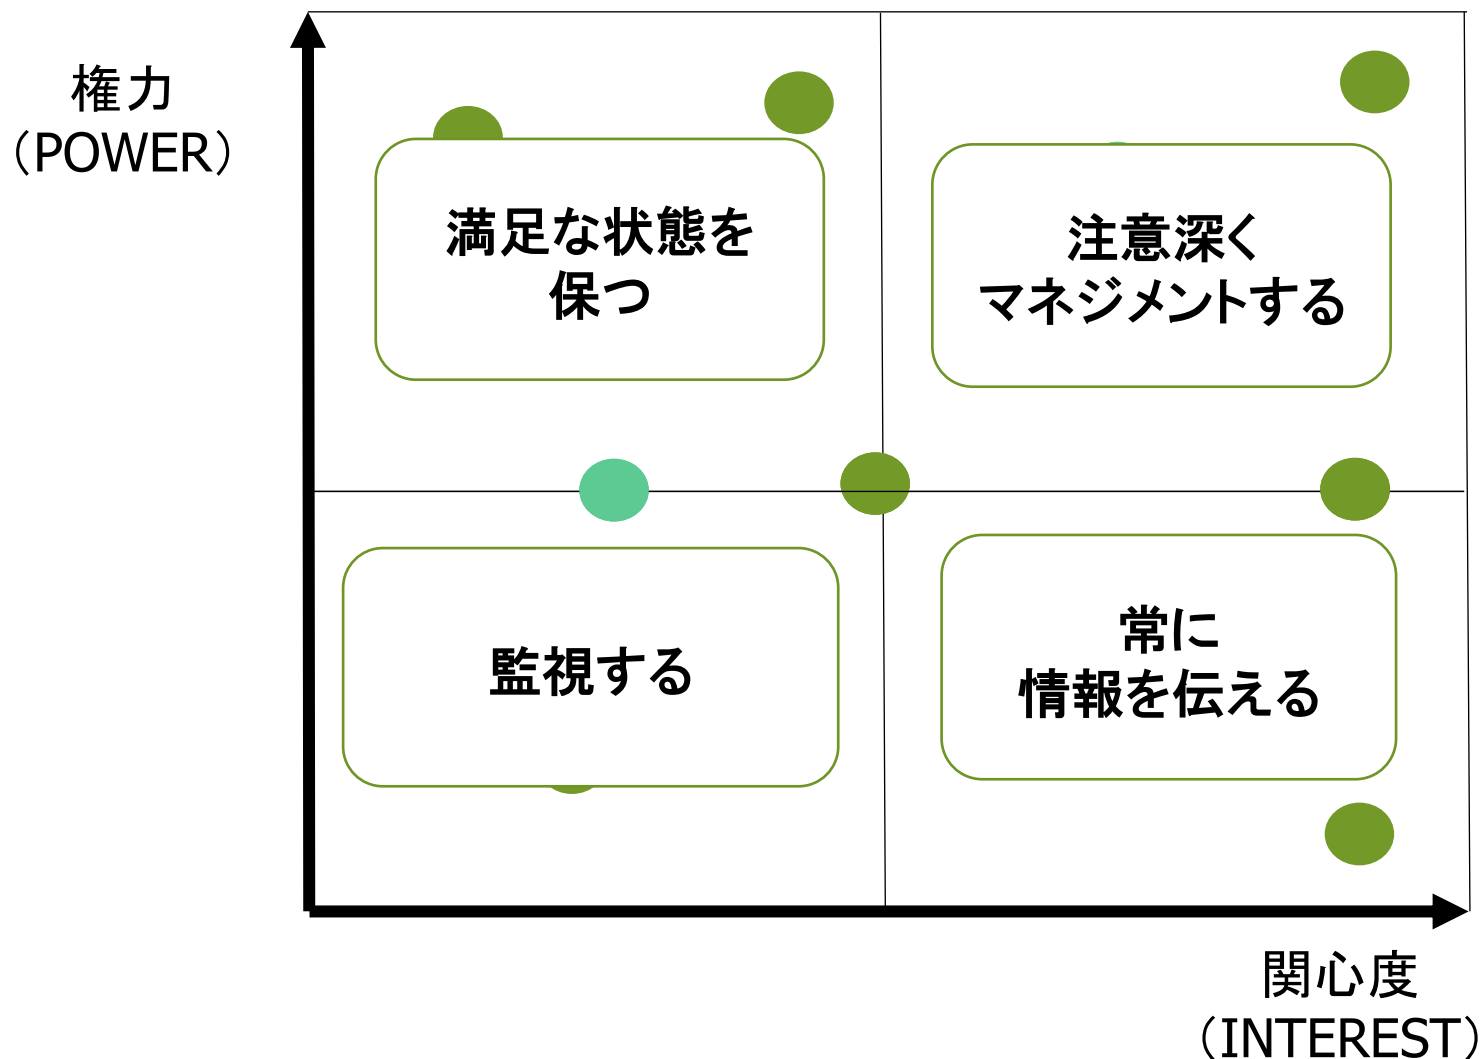 権力
（POWER）
満足な状態を
保つ
注意深く
マネジメントする
監視する
常に
情報を伝える
関心度
（INTEREST）